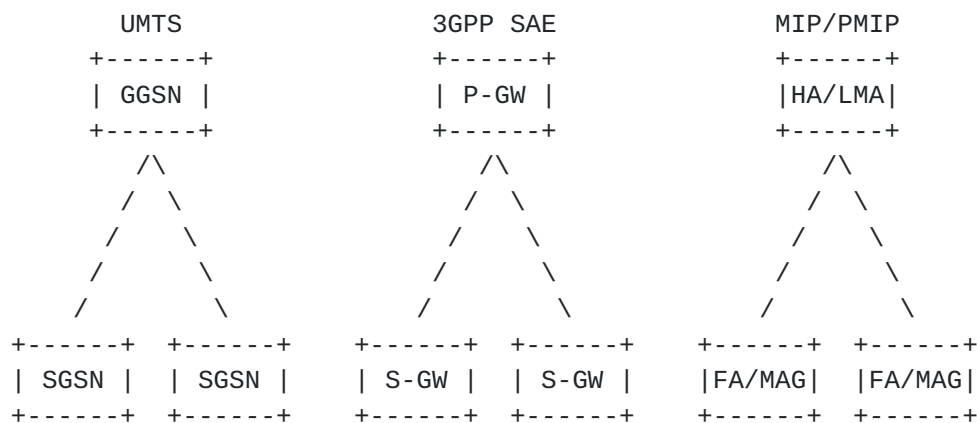 UMTS 3GPP SAE MIP/PMIP
+------+ +------+ +------+
| GGSN | | P-GW | |HA/LMA|
+------+ +------+ +------+
/\ /\ /\
/ \ / \ / \
/ \ / \ / \
/ \ / \ / \
/ \ / \ / \
+------+ +------+ +------+ +------+ +------+ +------+
| SGSN | | SGSN | | S-GW | | S-GW | |FA/MAG| |FA/MAG|
+------+ +------+ +------+ +------+ +------+ +------+